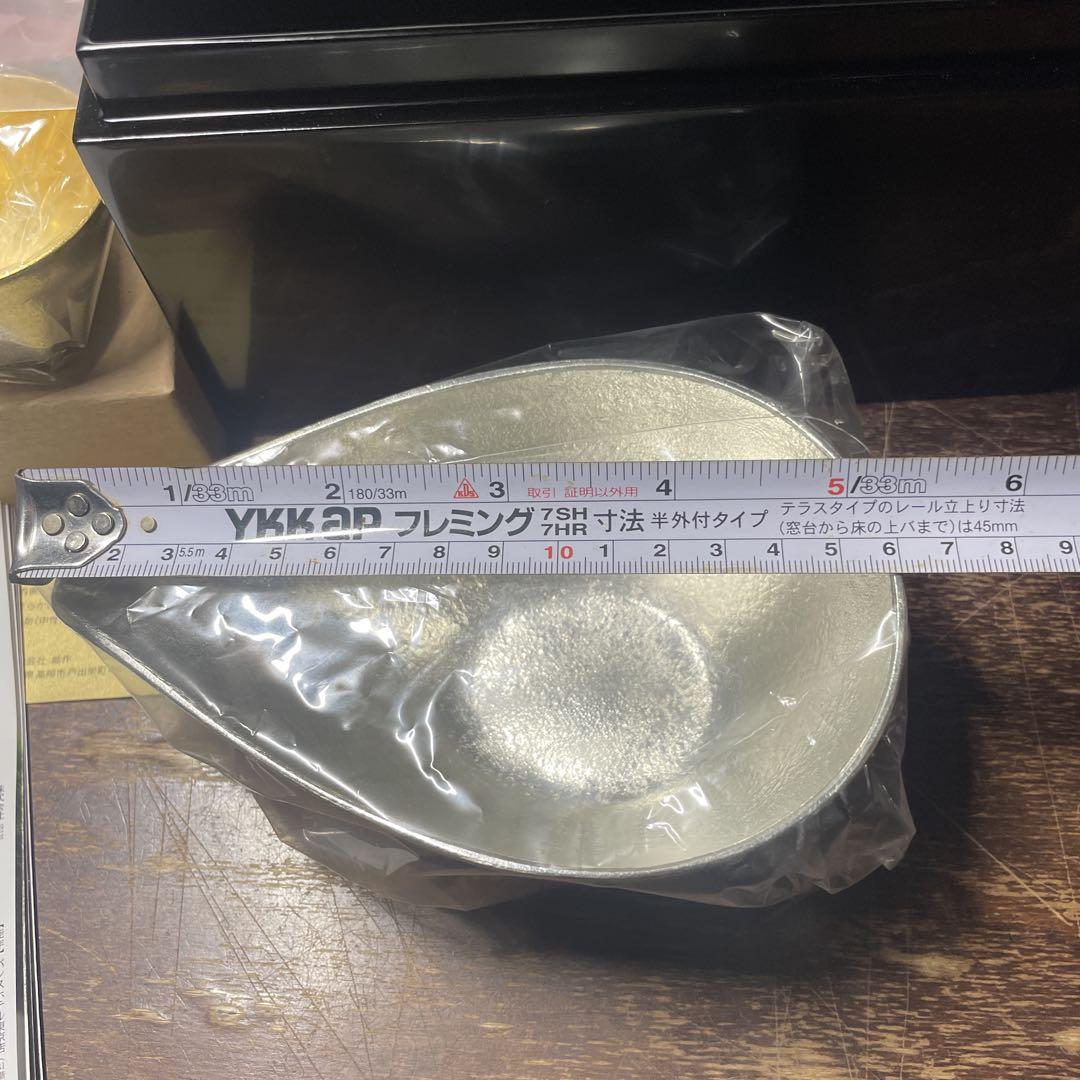 1/33m 2 180/33m KDS 3 取引 証明以外用 4 5/33m 6
YKK ap フレミング 7SH 7HR 寸法 半外付タイプ テラスタイプのレール立上り寸法
(窓台から床の上バまで)は45mm
2 3 5.5m 4 5 6 7 8 9 10 1 2 3 4 5 6 7 8 9